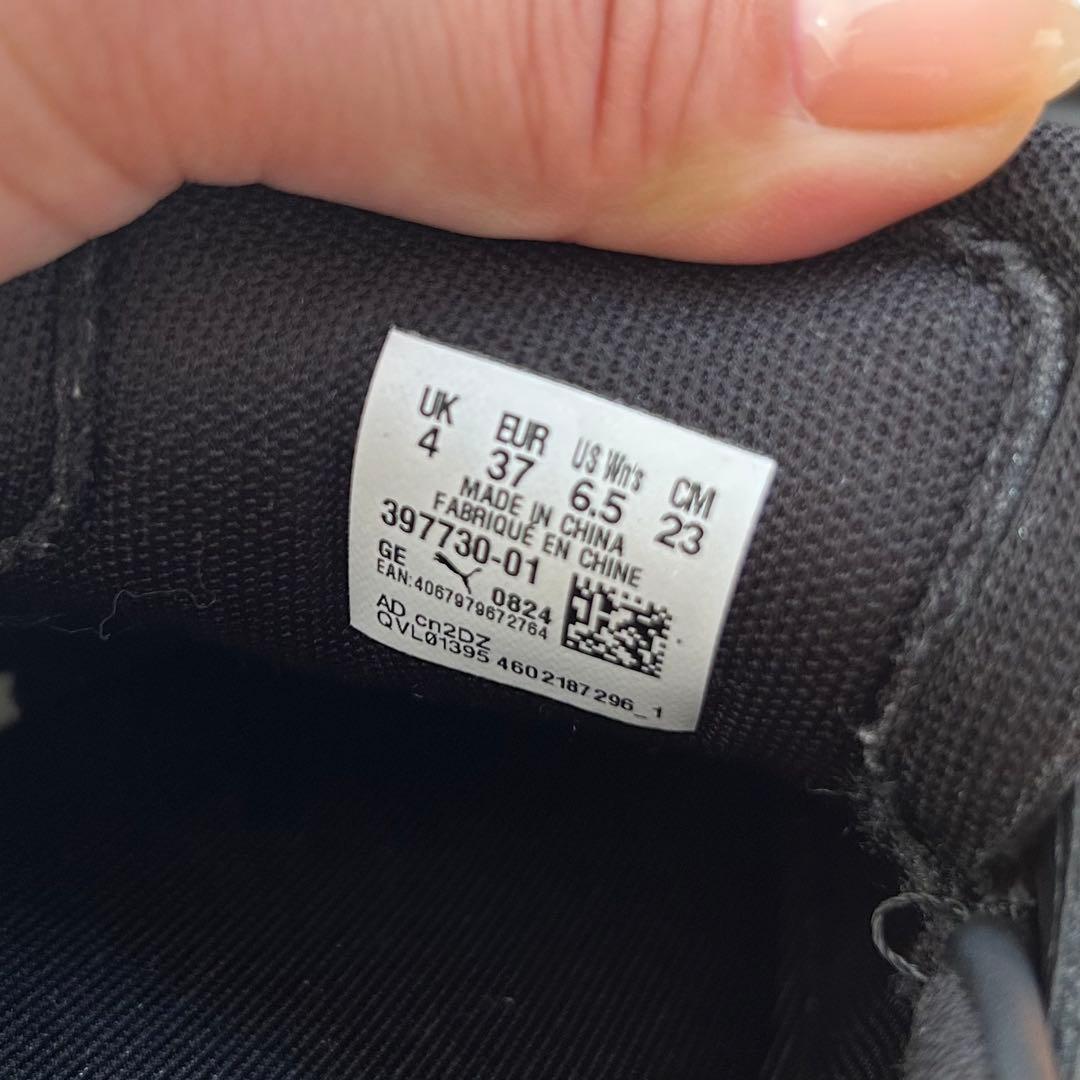 UK EUR US Wn's CM
4 37 6.5 23
MADE IN CHINA
FABRIQUÉ EN CHINE
397730-01
GE 0824
EAN:4067979672764
AD cn2Dz
QVL01395 4602187296_1